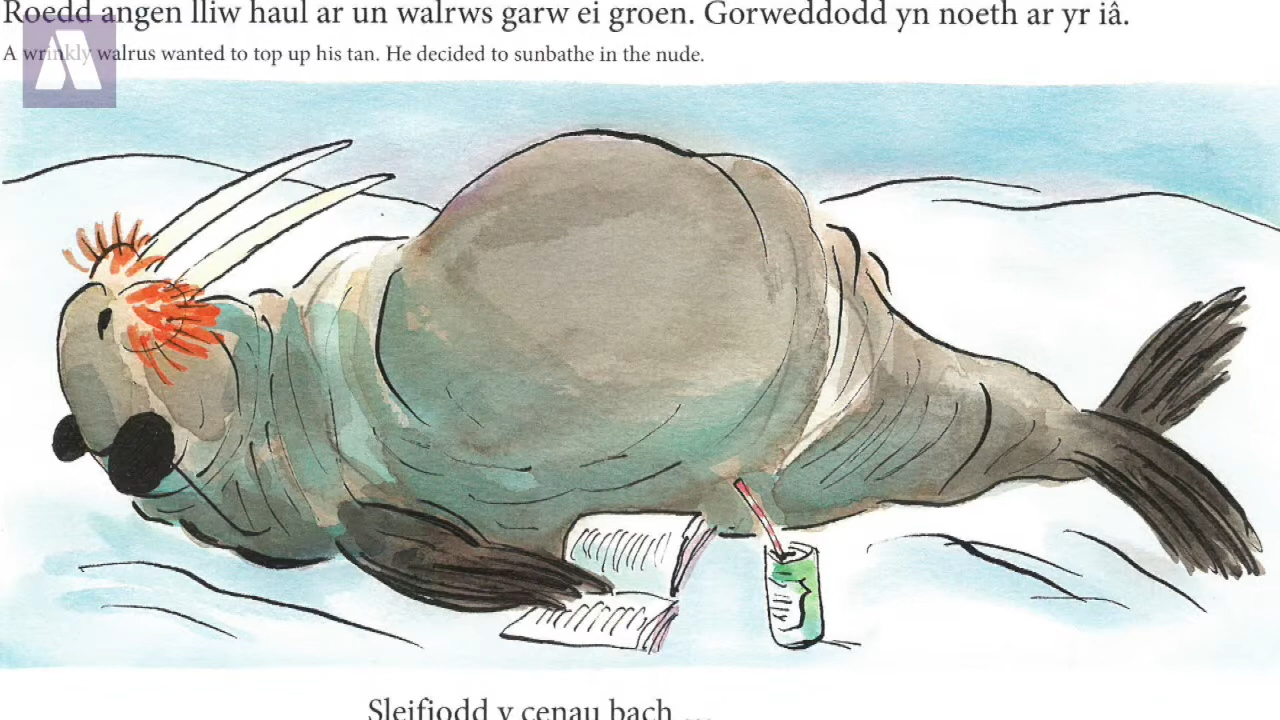 Roedd angen lliw haul ar un walrws garw ei groen. Gorweddodd yn noeth ar yr iâ.
A wrinkly walrus wanted to top up his tan. He decided to sunbathe in the nude.
Sleifiodd y cenau bach ...